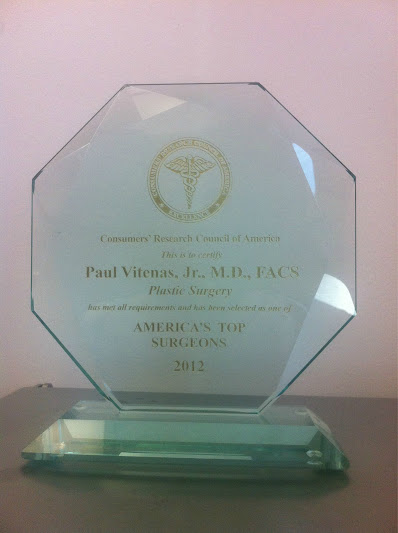 Consumers' Research Council of America
This is to certify
Paul Vitenas, Jr., M.D., FACS
Plastic Surgery
has met all requirements and has been selected as one of
AMERICA'S TOP
SURGEONS
2012